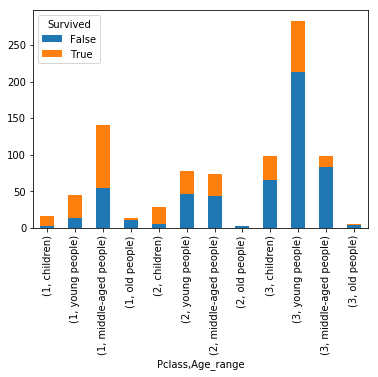 Survived
False
True
250
200
150
100
50
0
(1, children)
(1, young people)
(1, middle-aged people)
(1, old people)
(2, children)
(2, young people)
(2, middle-aged people)
(2, old people)
(3, children)
(3, young people)
(3, middle-aged people)
(3, old people)
Pclass,Age_range